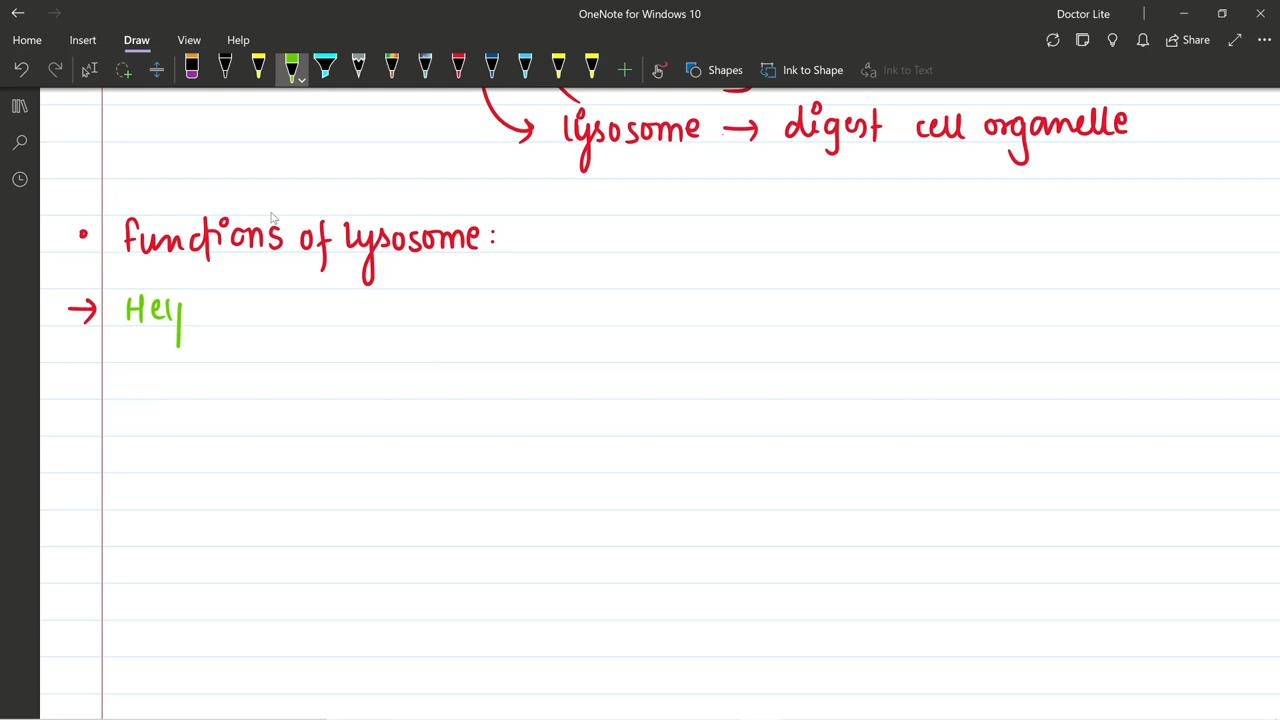 OneNote for Windows 10
Doctor Lite
Home Insert Draw View Help
Share
Shapes Ink to Shape Ink to Text
lysosome → digest cell organelle
• functions of lysosome:
→ Help